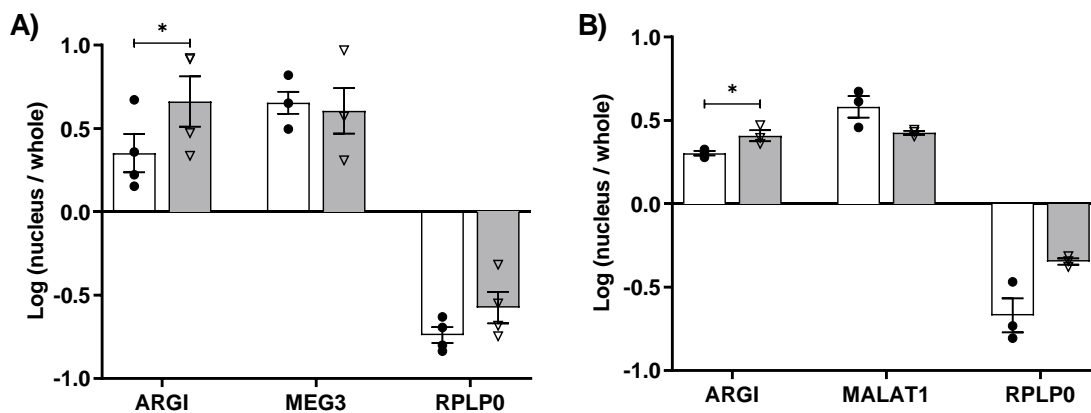 A)
*
Log (nucleus / whole)
1.0
0.5
0.0
-0.5
-1.0
ARGI MEG3 RPLP0
B)
*
Log (nucleus / whole)
1.0
0.5
0.0
-0.5
-1.0
ARGI MALAT1 RPLP0